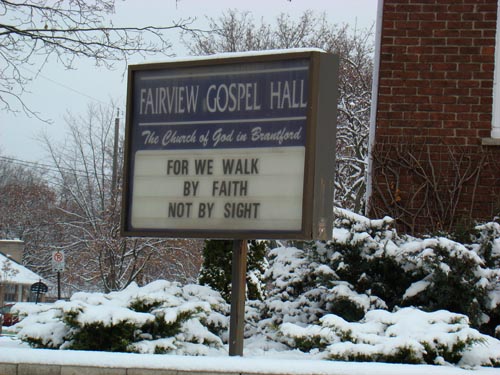 FAIRVIEW GOSPEL HALL
The Church of God in Brantford
FOR WE WALK
BY FAITH
NOT BY SIGHT